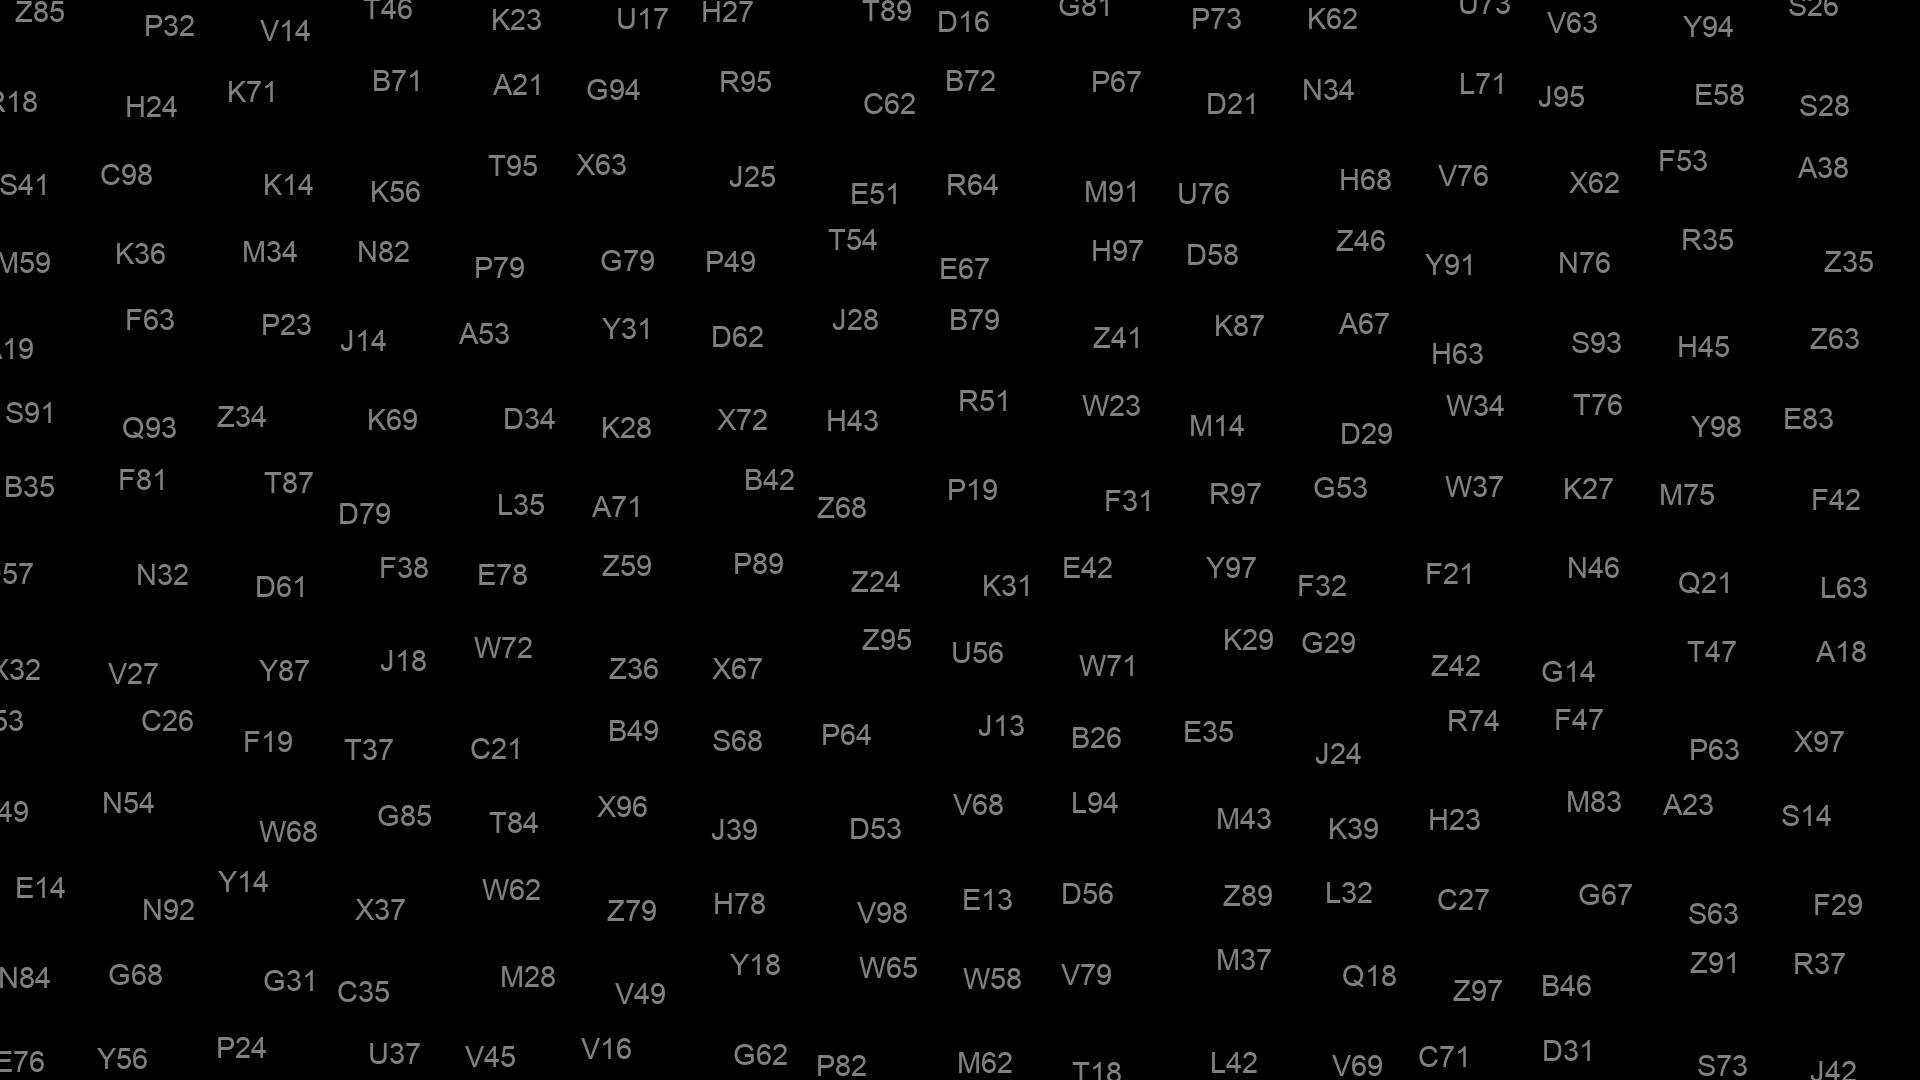 Z85 P32 V14 T46 K23 U17 H27 T89 D16 G81 P73 K62 U73 V63 Y94 S26
R18 H24 K71 B71 A21 G94 R95 C62 B72 P67 D21 N34 L71 J95 E58 S28
S41 C98 K14 K56 T95 X63 J25 E51 R64 M91 U76 H68 V76 X62 F53 A38
M59 K36 M34 N82 P79 G79 P49 T54 E67 H97 D58 Z46 Y91 N76 R35 Z35
19 F63 P23 J14 A53 Y31 D62 J28 B79 Z41 K87 A67 H63 S93 H45 Z63
S91 Q93 Z34 K69 D34 K28 X72 H43 R51 W23 M14 D29 W34 T76 Y98 E83
B35 F81 T87 D79 L35 A71 B42 Z68 P19 F31 R97 G53 W37 K27 M75 F42
57 N32 D61 F38 E78 Z59 P89 Z24 K31 E42 Y97 F32 F21 N46 Q21 L63
X32 V27 Y87 J18 W72 Z36 X67 Z95 U56 W71 K29 G29 Z42 G14 T47 A18
53 C26 F19 T37 C21 B49 S68 P64 J13 B26 E35 J24 R74 F47 P63 X97
49 N54 W68 G85 T84 X96 J39 D53 V68 L94 M43 K39 H23 M83 A23 S14
E14 N92 Y14 X37 W62 Z79 H78 V98 E13 D56 Z89 L32 C27 G67 S63 F29
N84 G68 G31 C35 M28 V49 Y18 W65 W58 V79 M37 Q18 Z97 B46 Z91 R37
E76 Y56 P24 U37 V45 V16 G62 P82 M62 T18 L42 V69 C71 D31 S73 J42